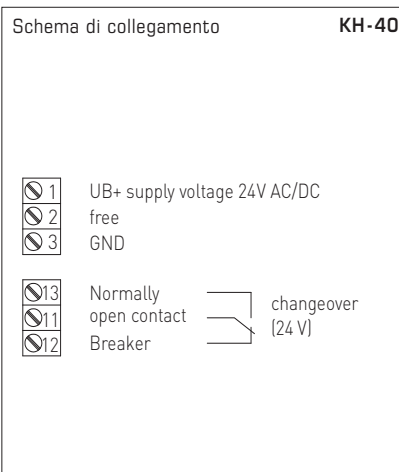 Schema di collegamento KH-40
1 UB+ supply voltage 24V AC/DC
2 free
3 GND
13 Normally
11 open contact
12 Breaker
changeover
(24 V)